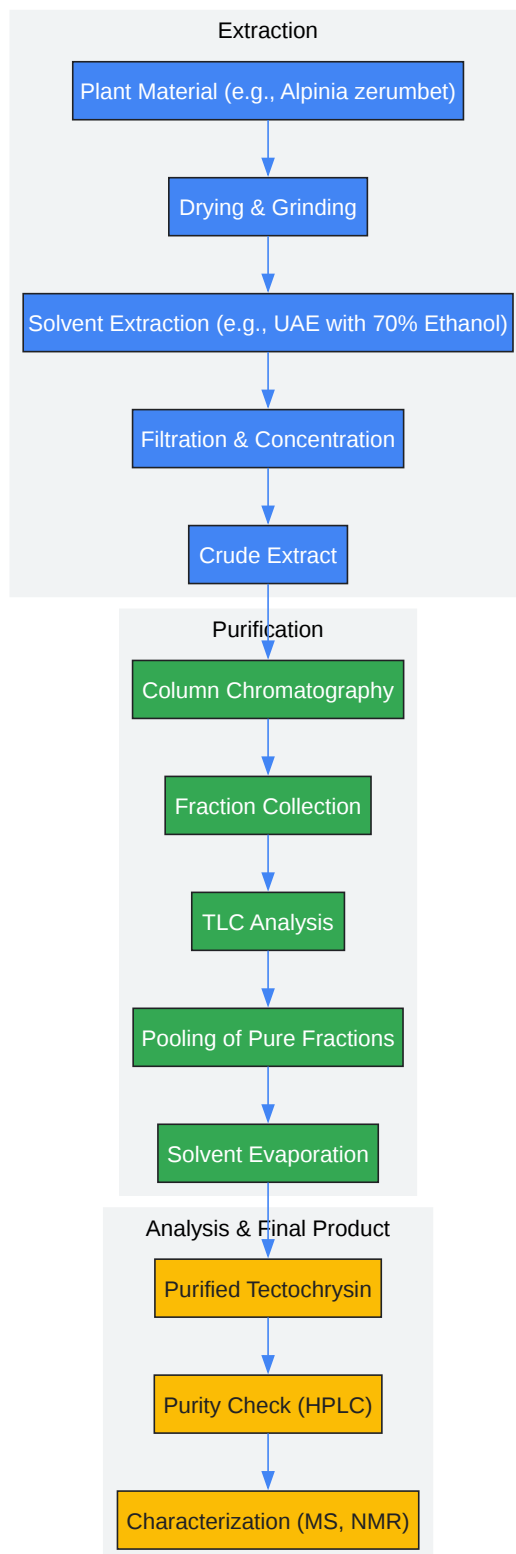 Extraction
Plant Material (e.g., Alpinia zerumbet)
Drying & Grinding
Solvent Extraction (e.g., UAE with 70% Ethanol)
Filtration & Concentration
Crude Extract
Purification
Column Chromatography
Fraction Collection
TLC Analysis
Pooling of Pure Fractions
Solvent Evaporation
Analysis & Final Product
Purified Tectochrysin
Purity Check (HPLC)
Characterization (MS, NMR)